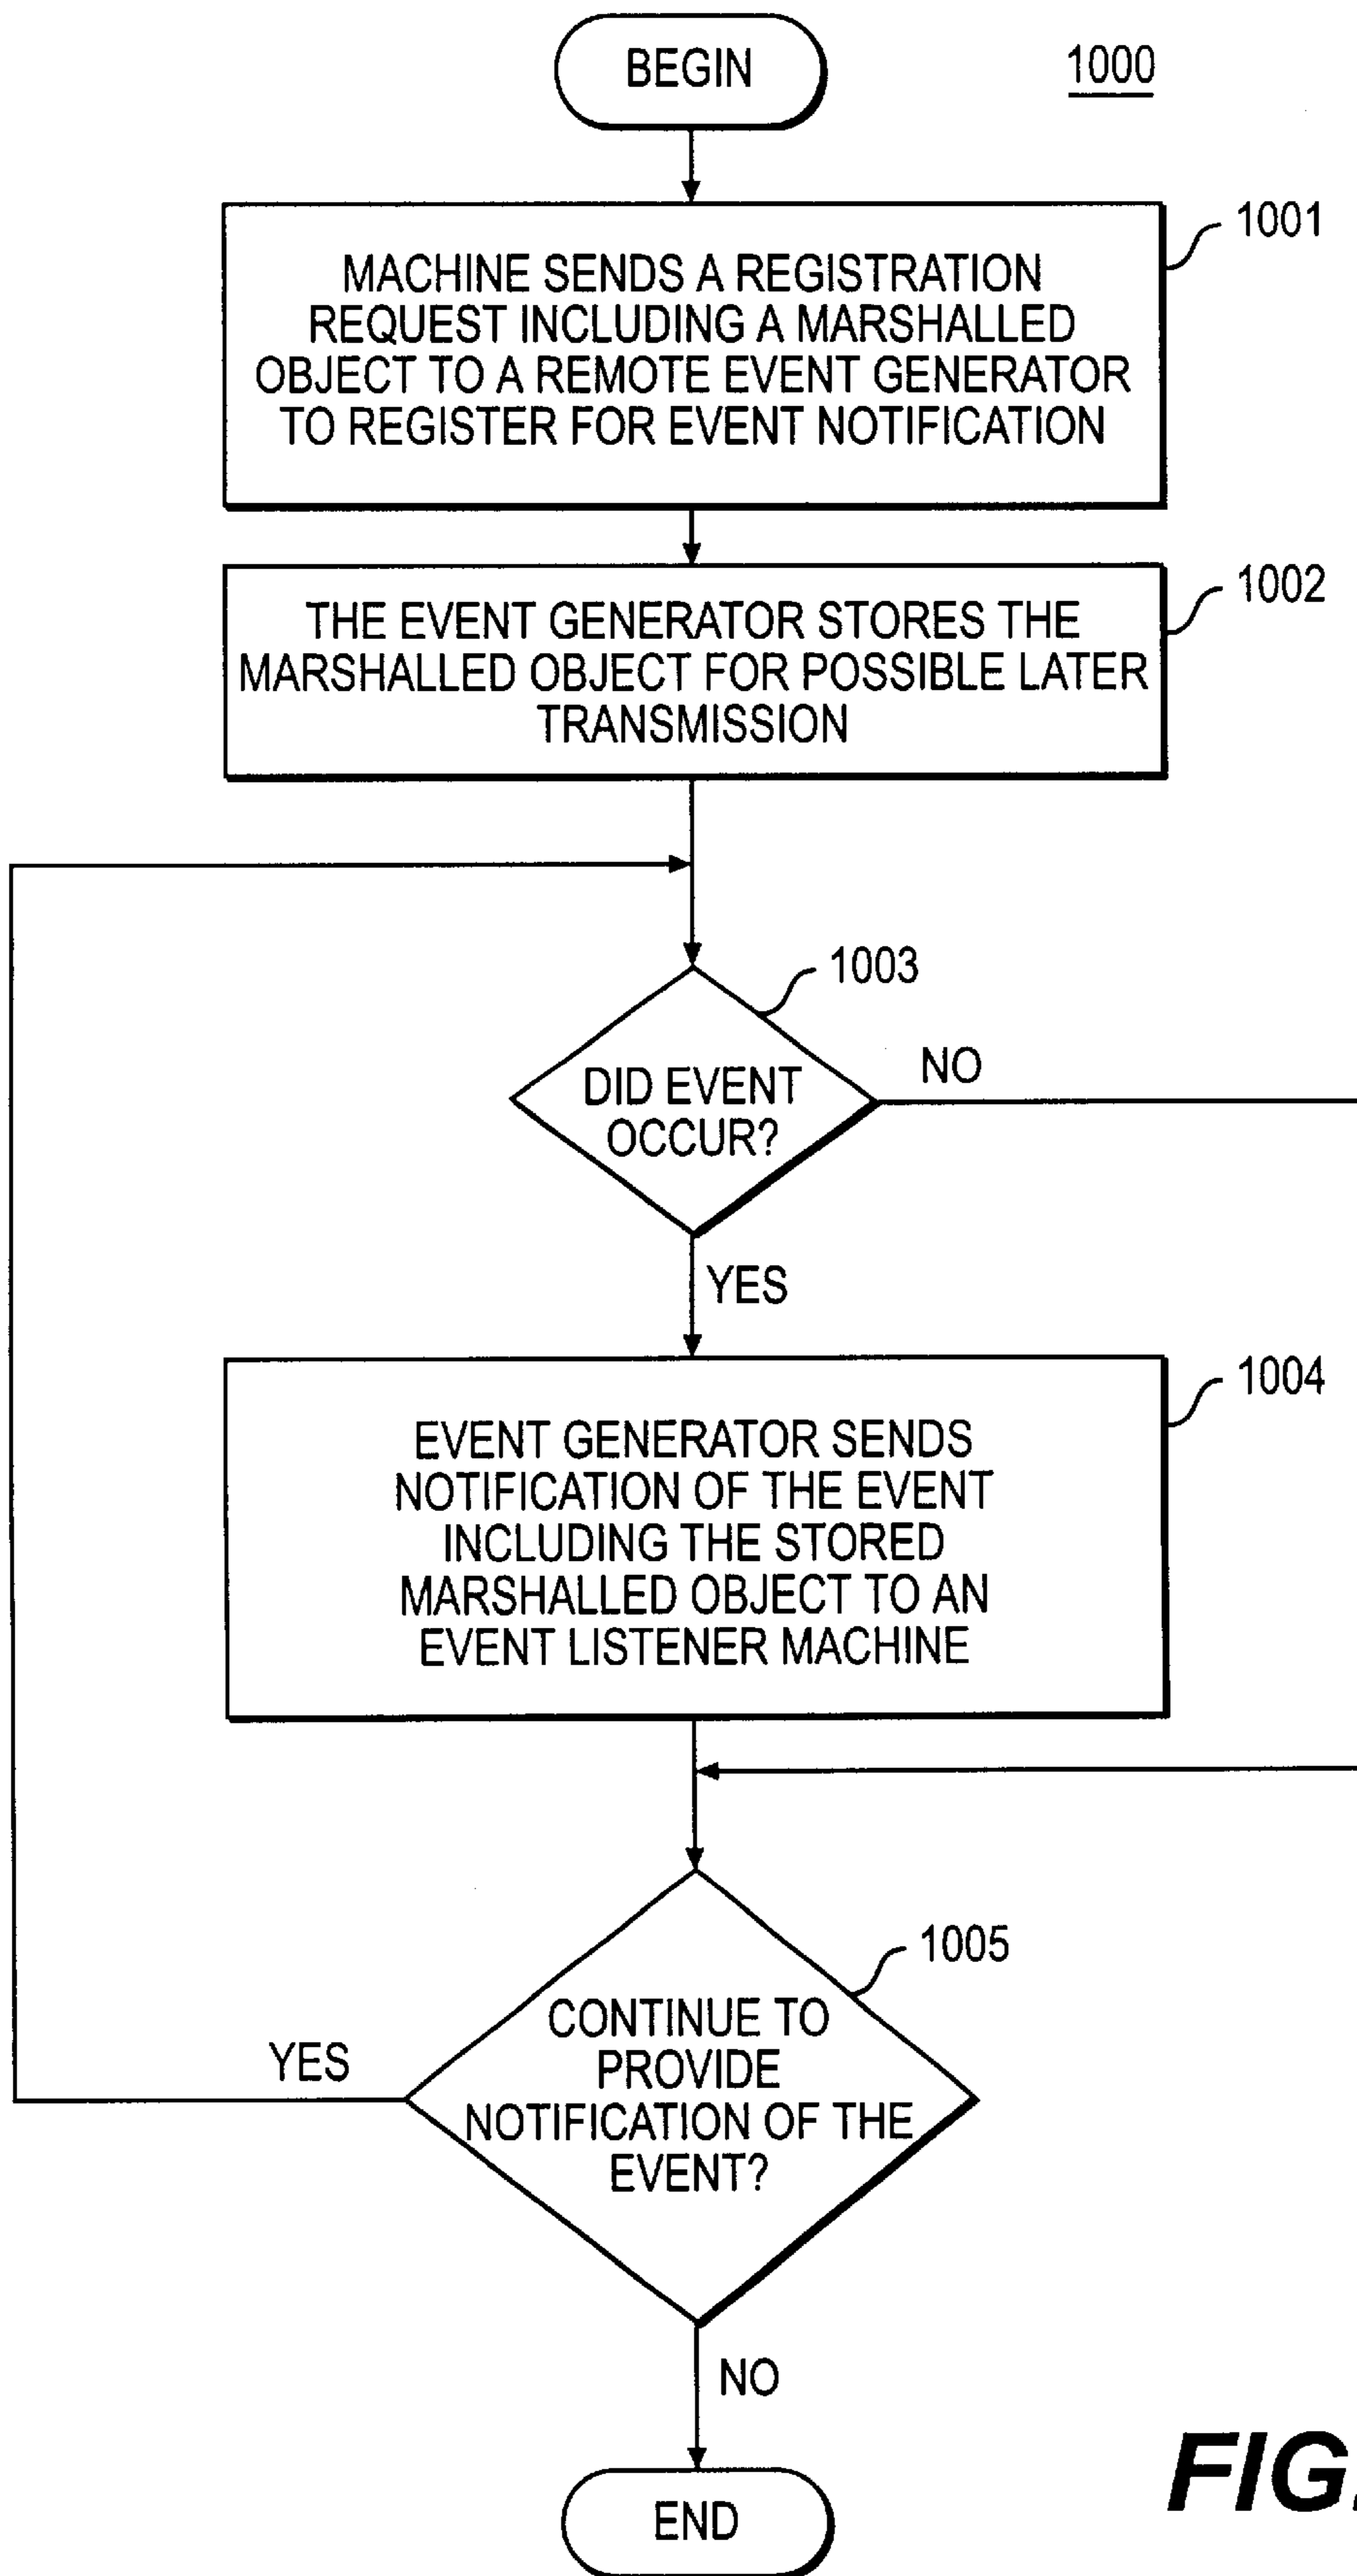 BEGIN
1000
1001
MACHINE SENDS A REGISTRATION
REQUEST INCLUDING A MARSHALLED
OBJECT TO A REMOTE EVENT GENERATOR
TO REGISTER FOR EVENT NOTIFICATION
1002
THE EVENT GENERATOR STORES THE
MARSHALLED OBJECT FOR POSSIBLE LATER
TRANSMISSION
1003
DID EVENT
OCCUR?
NO
YES
1004
EVENT GENERATOR SENDS
NOTIFICATION OF THE EVENT
INCLUDING THE STORED
MARSHALLED OBJECT TO AN
EVENT LISTENER MACHINE
1005
CONTINUE TO
PROVIDE
NOTIFICATION OF THE
EVENT?
YES
NO
END
FIG.